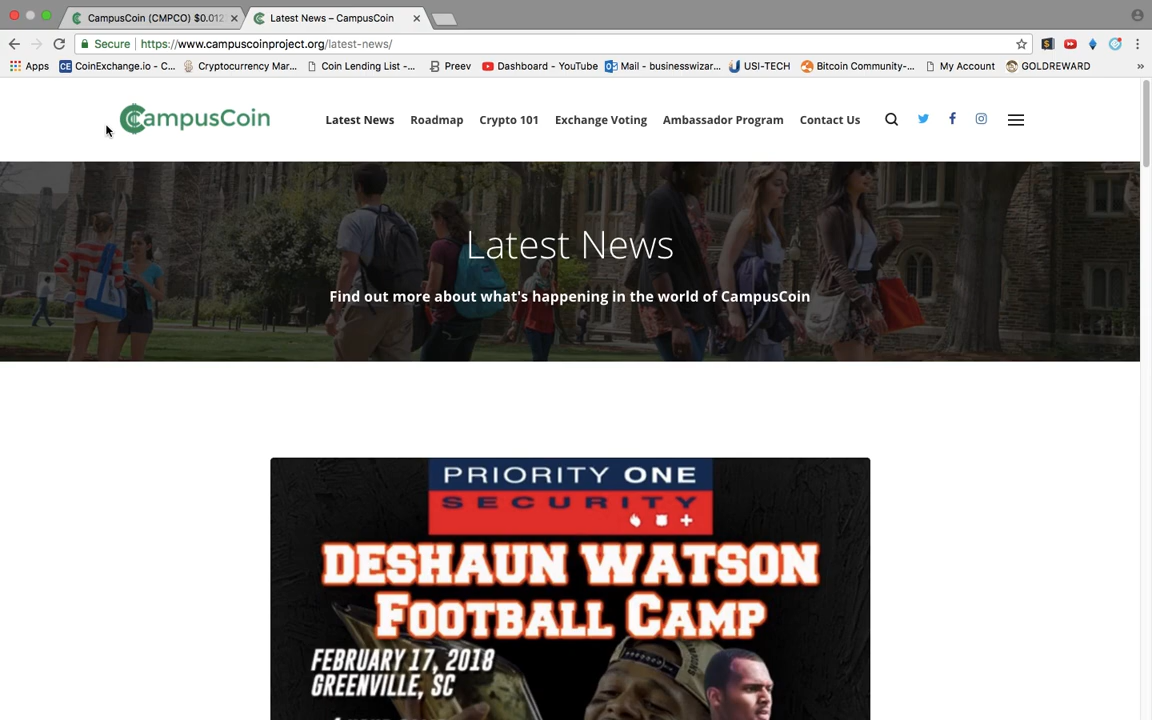 CampusCoin (CMPCO) $0.012
Latest News – CampusCoin
Secure https://www.campuscoinproject.org/latest-news/
Apps CoinExchange.io - C... Cryptocurrency Mar... Coin Lending List -... Preev Dashboard - YouTube Mail - businesswizar... USI-TECH Bitcoin Community-... My Account GOLDREWARD »
CampusCoin Latest News Roadmap Crypto 101 Exchange Voting Ambassador Program Contact Us
Latest News
Find out more about what's happening in the world of CampusCoin
PRIORITY ONE
SECURITY
DESHAUN WATSON
FOOTBALL CAMP
FEBRUARY 17, 2018
GREENVILLE, SC